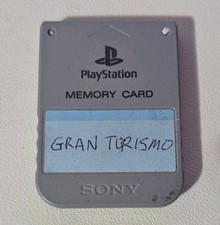 PlayStation
MEMORY CARD
GRAN TURISMO
SONY